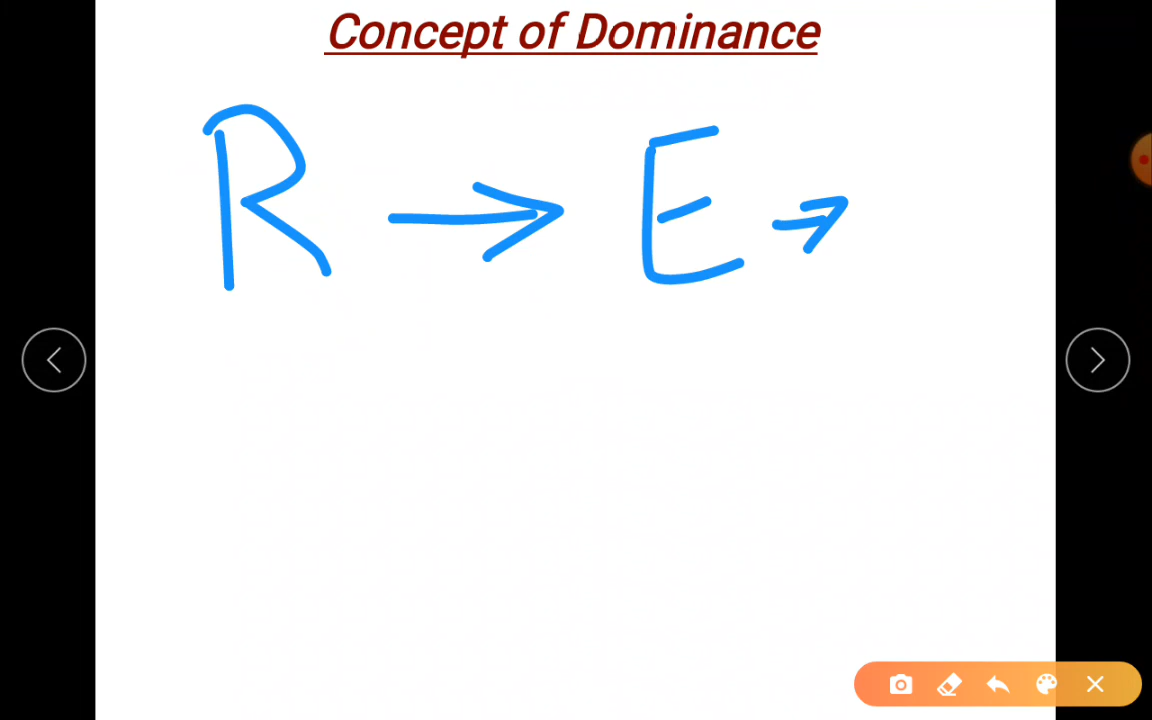 Concept of Dominance
R → E →